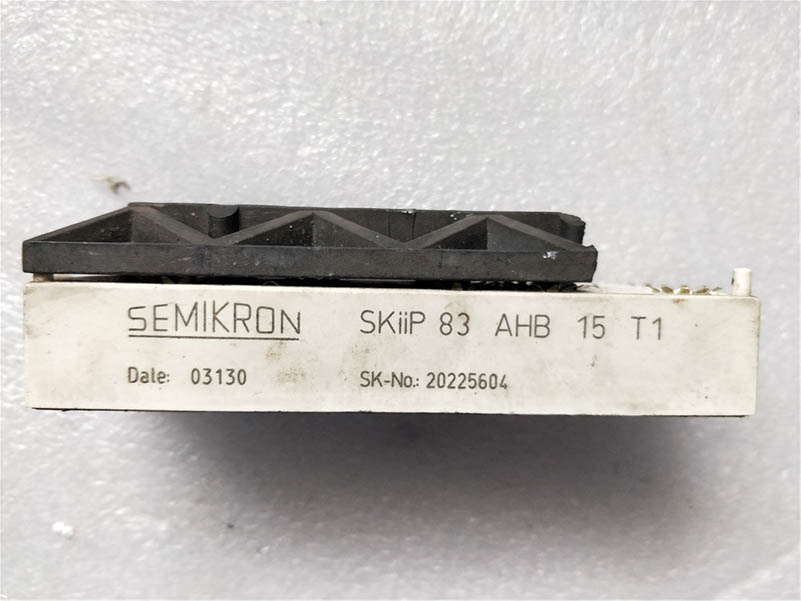 SEMIKRON SKiiP 83 AHB 15 T1
Date: 03130 SK-No.: 20225604